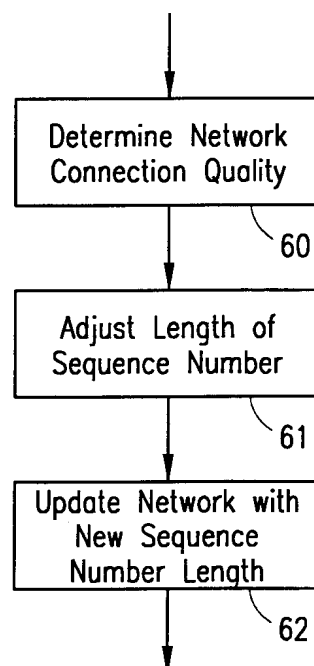 Determine Network
Connection Quality
60
Adjust Length of
Sequence Number
61
Update Network with
New Sequence
Number Length
62